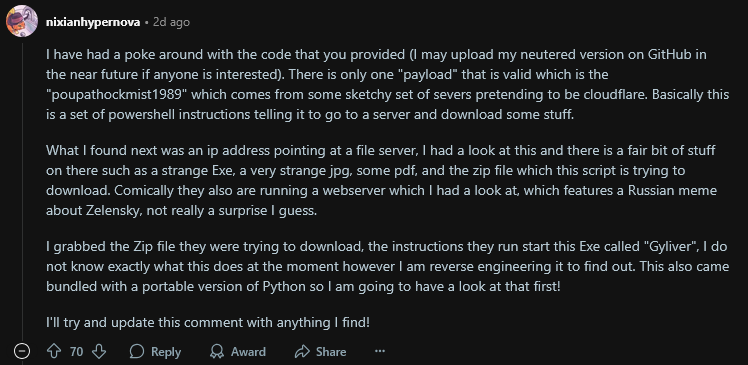 nixianhypernova • 2d ago
I have had a poke around with the code that you provided (I may upload my neutered version on GitHub in
the near future if anyone is interested). There is only one "payload" that is valid which is the
"poupathockmist1989" which comes from some sketchy set of severs pretending to be cloudflare. Basically this
is a set of powershell instructions telling it to go to a server and download some stuff.
What I found next was an ip address pointing at a file server, I had a look at this and there is a fair bit of stuff
on there such as a strange Exe, a very strange jpg, some pdf, and the zip file which this script is trying to
download. Comically they also are running a webserver which I had a look at, which features a Russian meme
about Zelensky, not really a surprise I guess.
I grabbed the Zip file they were trying to download, the instructions they run start this Exe called "Gyliver", I do
not know exactly what this does at the moment however I am reverse engineering it to find out. This also came
bundled with a portable version of Python so I am going to have a look at that first!
I'll try and update this comment with anything I find!
70 Reply Award Share